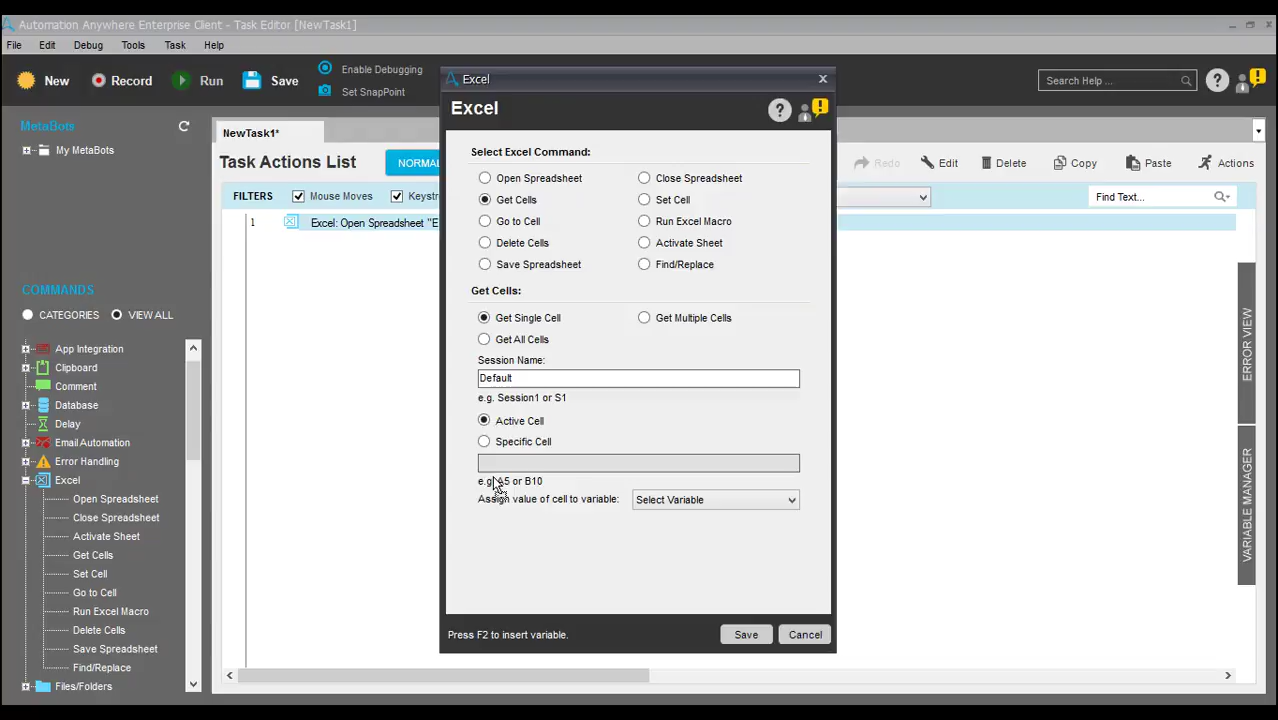 Automation Anywhere Enterprise Client - Task Editor [NewTask1]
File Edit Debug Tools Task Help
New Record Run Save Enable Debugging
Set SnapPoint
Search Help ...
Excel
Excel
MetaBots
My MetaBots
NewTask1*
Task Actions List NORMAL
Redo Edit Delete Copy Paste Actions
FILTERS Mouse Moves
Find Text...
1 Excel: Open Spreadsheet
Select Excel Command:
Open Spreadsheet Close Spreadsheet
Get Cells Set Cell
Go to Cell Run Excel Macro
Delete Cells Activate Sheet
Save Spreadsheet Find/Replace
Get Cells:
Get Single Cell Get Multiple Cells
Get All Cells
Session Name:
Default
e.g. Session1 or S1
Active Cell
Specific Cell
or B10
Assign value of cell to variable: Select Variable
Press F2 to insert variable. Save Cancel
COMMANDS
CATEGORIES VIEW ALL
App Integration
Clipboard
Comment
Database
Delay
Email Automation
Error Handling
Excel
Open Spreadsheet
Close Spreadsheet
Activate Sheet
Get Cells
Set Cell
Go to Cell
Run Excel Macro
Delete Cells
Save Spreadsheet
Find/Replace
Files/Folders
ERROR VIEW
VARIABLE MANAGER